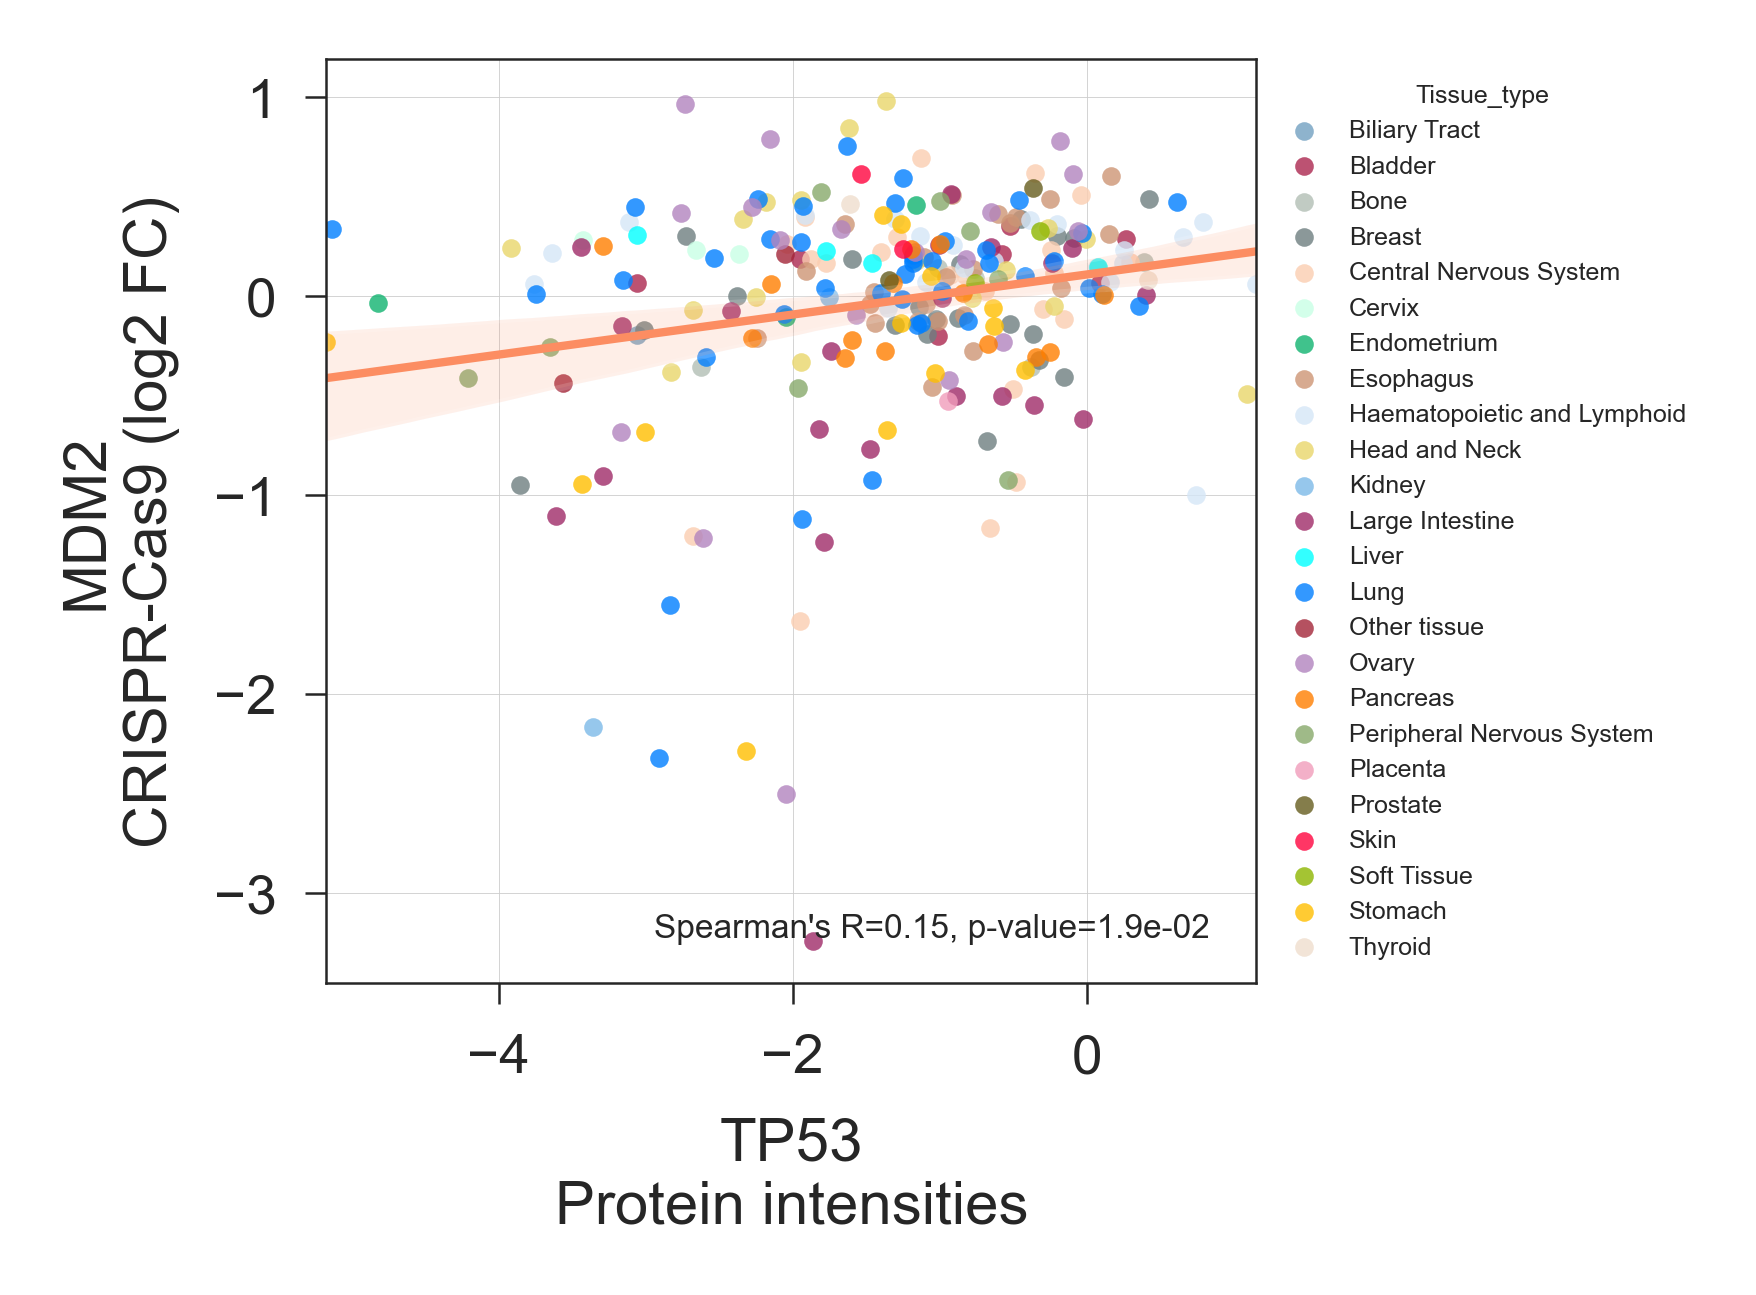 MDM2
CRISPR-Cas9 (log2 FC)
1
0
−1
−2
−3
Spearman's R=0.15, p-value=1.9e-02
−4
−2
0
TP53
Protein intensities
Tissue_type
Biliary Tract
Bladder
Bone
Breast
Central Nervous System
Cervix
Endometrium
Esophagus
Haematopoietic and Lymphoid
Head and Neck
Kidney
Large Intestine
Liver
Lung
Other tissue
Ovary
Pancreas
Peripheral Nervous System
Placenta
Prostate
Skin
Soft Tissue
Stomach
Thyroid